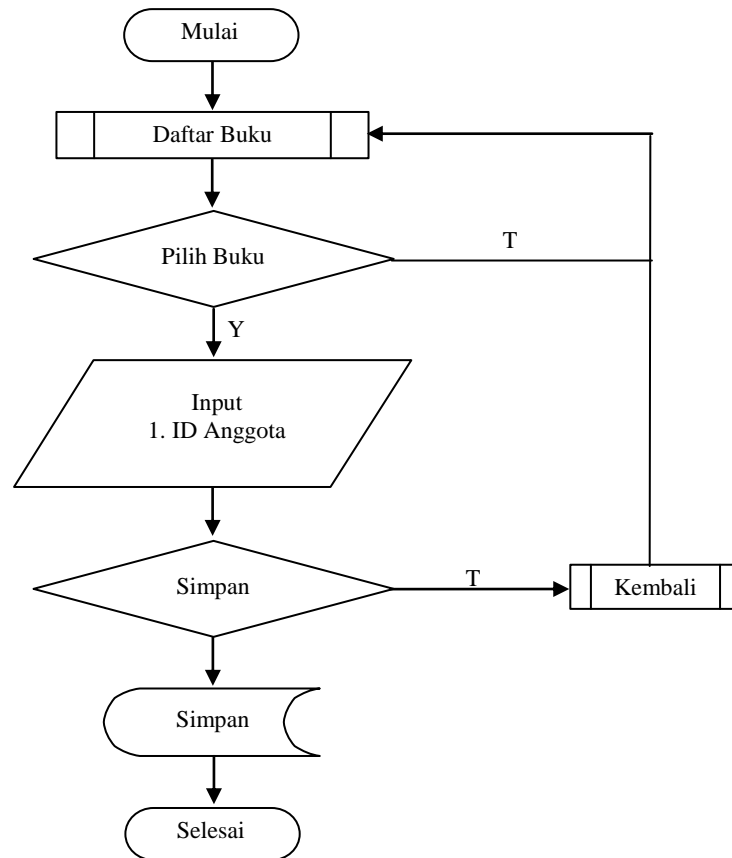 Mulai
Daftar Buku
Pilih Buku
T
Y
Input
1. ID Anggota
Simpan
T
Kembali
Simpan
Selesai